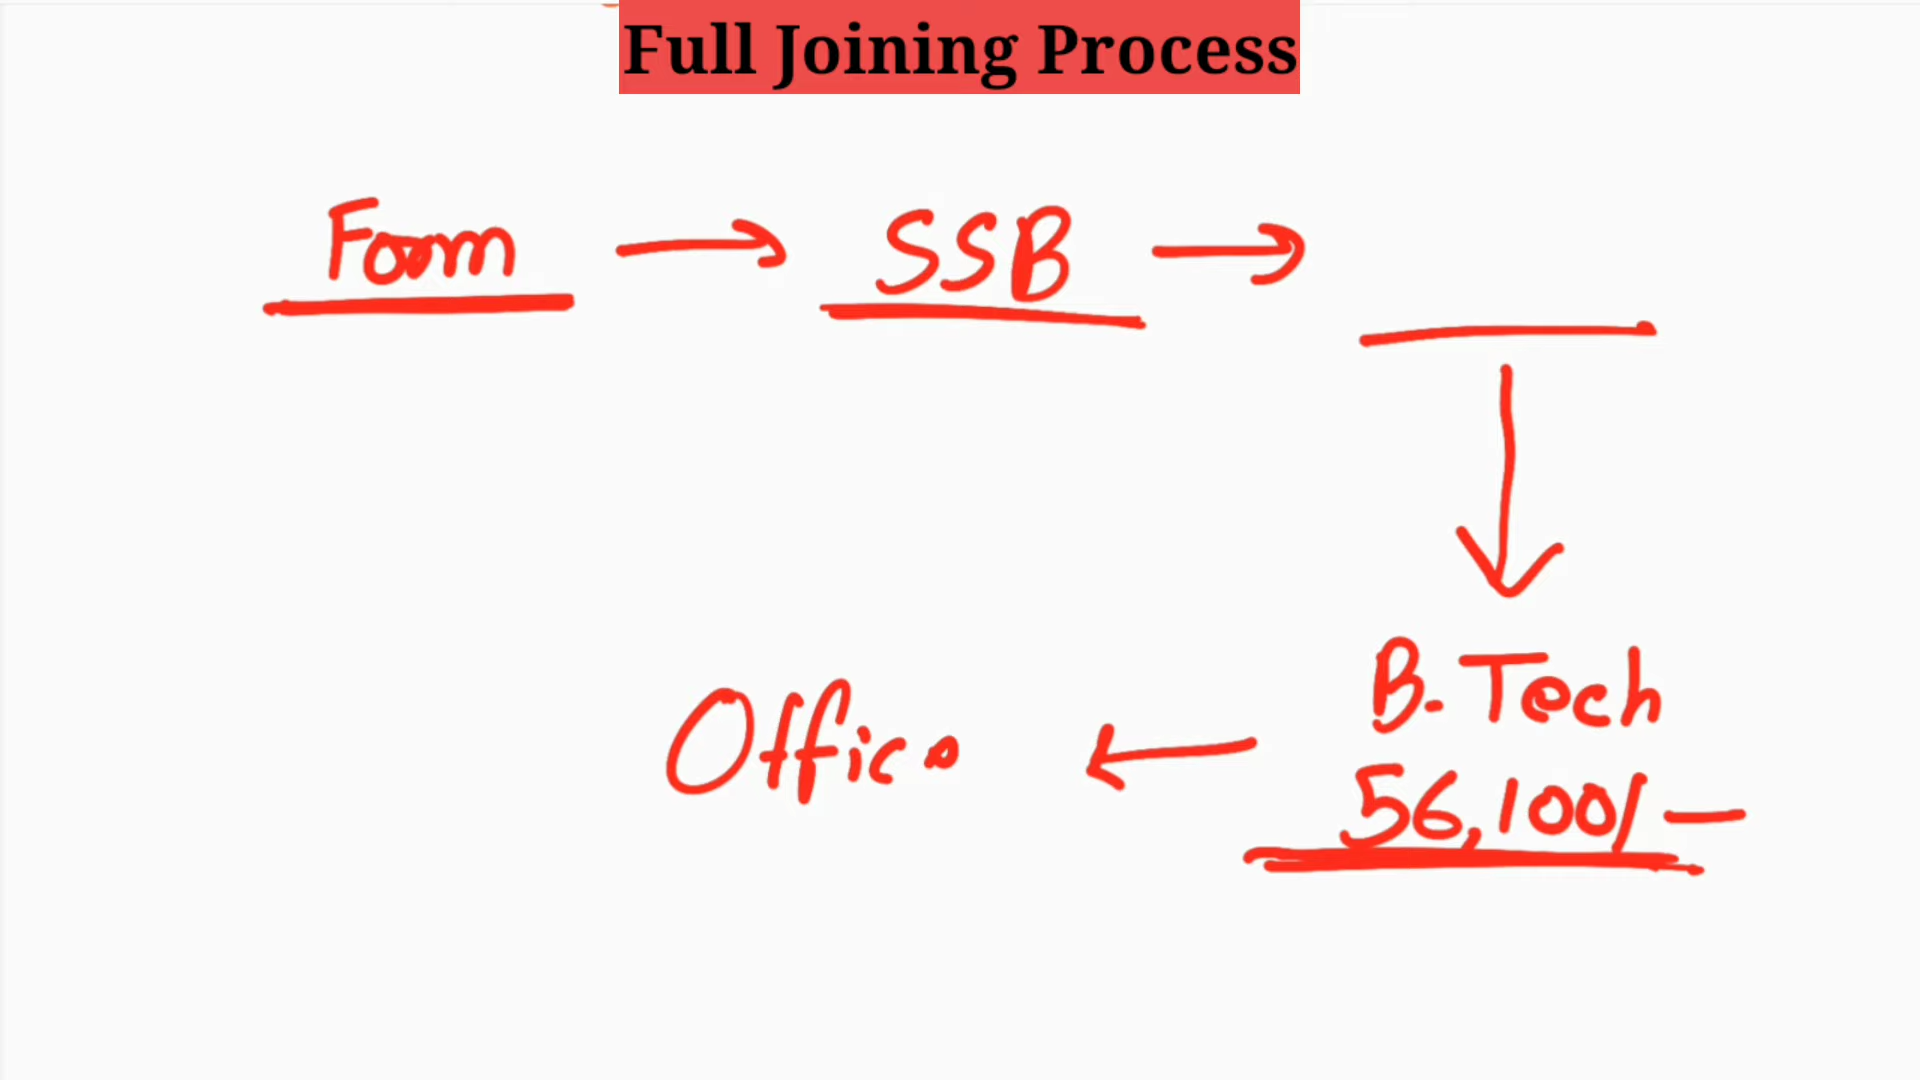 Full Joining Process
Form → SSB →
B. Tech
56,100/-
Office ←